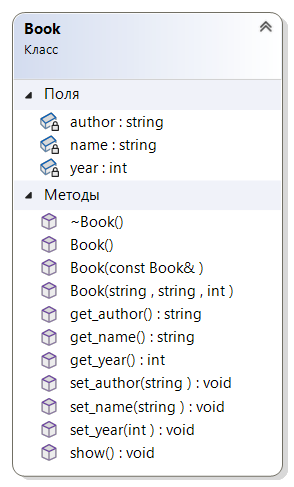 Book
Класс
Поля
author : string
name : string
year : int
Методы
~Book()
Book()
Book(const Book& )
Book(string , string , int )
get_author() : string
get_name() : string
get_year() : int
set_author(string ) : void
set_name(string ) : void
set_year(int ) : void
show() : void